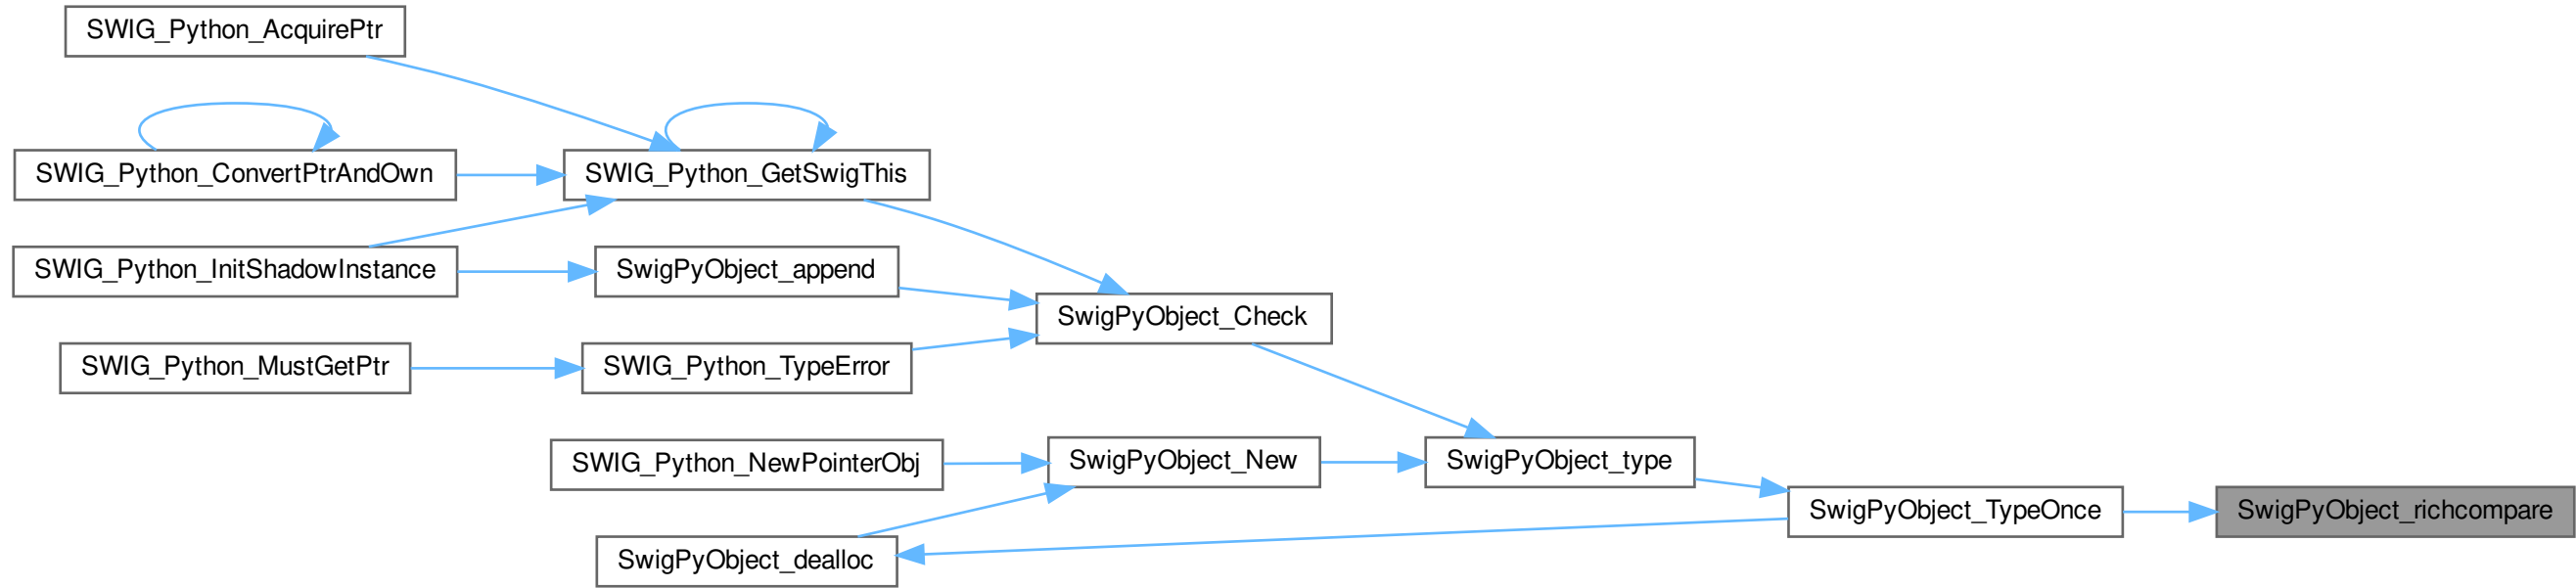 SWIG_Python_AcquirePtr
SWIG_Python_ConvertPtrAndOwn
SWIG_Python_GetSwigThis
SWIG_Python_InitShadowInstance
SwigPyObject_append
SwigPyObject_Check
SWIG_Python_MustGetPtr
SWIG_Python_TypeError
SWIG_Python_NewPointerObj
SwigPyObject_New
SwigPyObject_type
SwigPyObject_TypeOnce
SwigPyObject_richcompare
SwigPyObject_dealloc